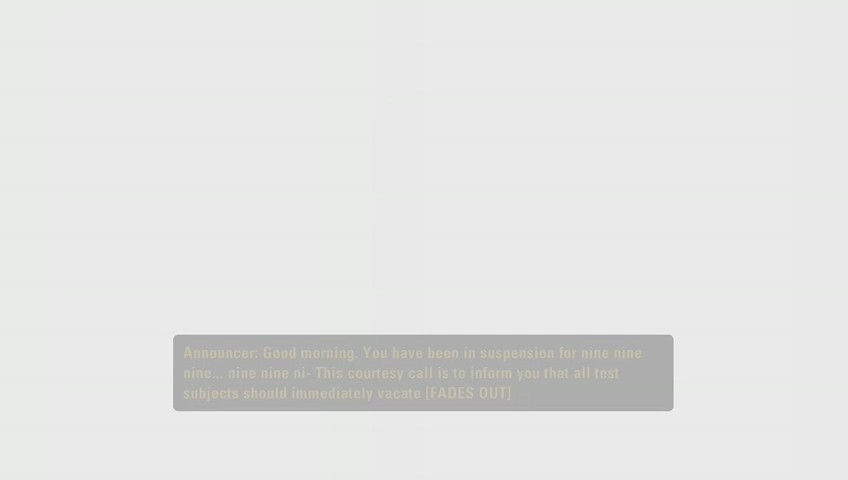 Announcer: Good morning. You have been in suspension for nine nine
nine... nine nine ni- This courtesy call is to inform you that all test
subjects should immediately vacate [FADES OUT]